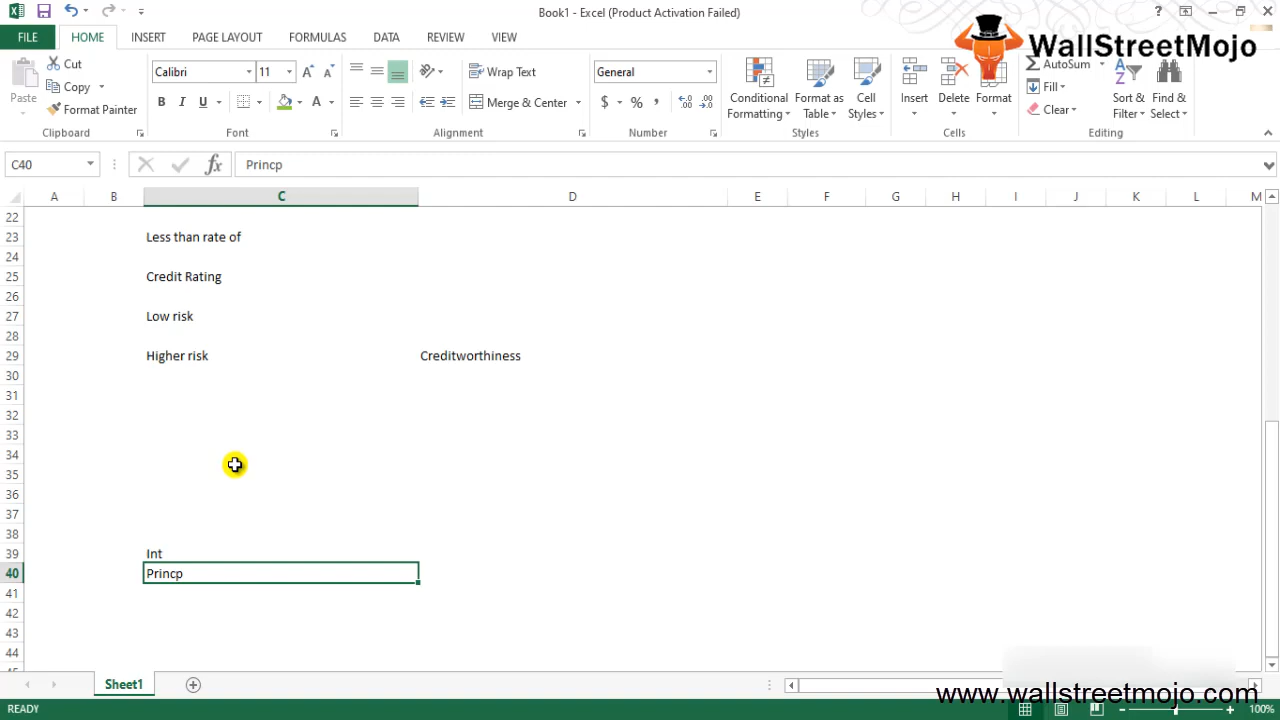 Book1 - Excel (Product Activation Failed)
FILE HOME INSERT PAGE LAYOUT FORMULAS DATA REVIEW VIEW
WallStreetMojo
Paste
Cut
Copy
Format Painter
Clipboard
Calibri 11
B I U A
Font
Wrap Text
Merge & Center
Alignment
General
$ % ,
Number
Conditional Formatting
Format as Table
Cell Styles
Styles
Insert
Delete
Format
Cells
AutoSum
Fill
Clear
Sort & Filter
Find & Select
Editing
C40 fx Princp
A B C D E F G H I J K L M
22
23 Less than rate of
24
25 Credit Rating
26
27 Low risk
28
29 Higher risk Creditworthiness
30
31
32
33
34
35
36
37
38
39 Int
40 Princp
41
42
43
44
Sheet1
www.wallstreetmojo.com
READY 100%